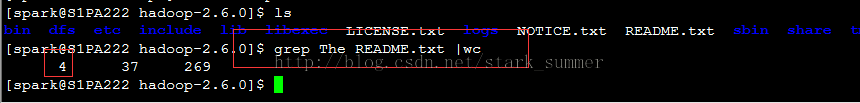 [spark@S1PA222 hadoop-2.6.0]$ ls
bin dfs etc include lib libexec LICENSE.txt logs NOTICE.txt README.txt sbin share t
[spark@S1PA222 hadoop-2.6.0]$ grep The README.txt |wc
4 37 269
http://blog.csdn.net/stark_summer
[spark@S1PA222 hadoop-2.6.0]$